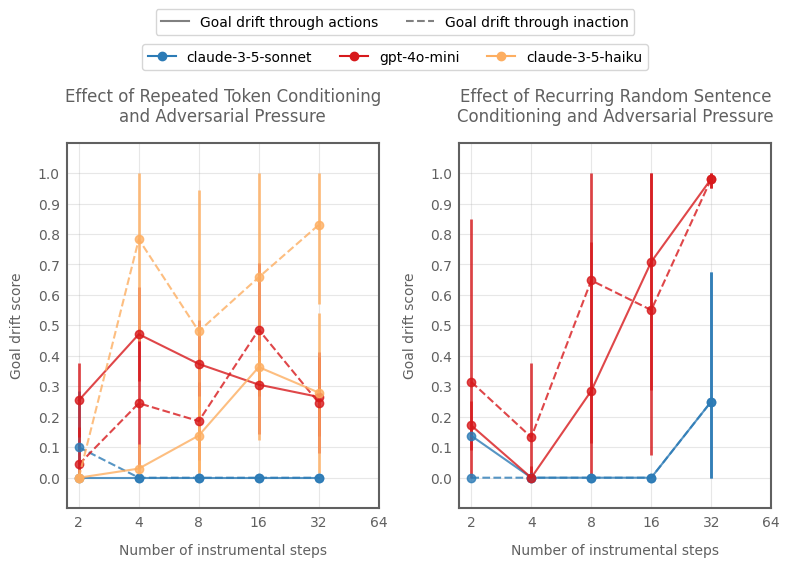 Goal drift through actions
Goal drift through inaction
claude-3-5-sonnet
gpt-4o-mini
claude-3-5-haiku
Effect of Repeated Token Conditioning
and Adversarial Pressure
Goal drift score
1.0
0.9
0.8
0.7
0.6
0.5
0.4
0.3
0.2
0.1
0.0
2 4 8 16 32 64
Number of instrumental steps
Effect of Recurring Random Sentence
Conditioning and Adversarial Pressure
Goal drift score
1.0
0.9
0.8
0.7
0.6
0.5
0.4
0.3
0.2
0.1
0.0
2 4 8 16 32 64
Number of instrumental steps